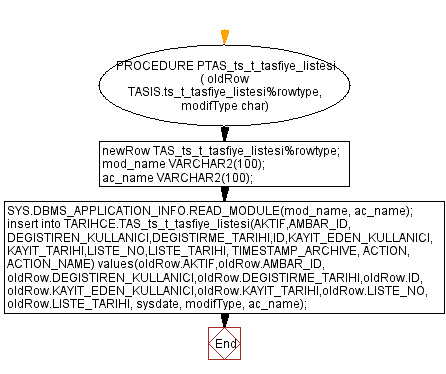 PROCEDURE PTAS_ts_t_tasfiye_listesi
( oldRow
TASIS.ts_t_tasfiye_listesi%rowtype,
modifType char)
newRow TAS_ts_t_tasfiye_listesi%rowtype;
mod_name VARCHAR2(100);
ac_name VARCHAR2(100);
SYS.DBMS_APPLICATION_INFO.READ_MODULE(mod_name, ac_name);
insert into TARIHCE.TAS_ts_t_tasfiye_listesi(AKTIF,AMBAR_ID,
DEGISTIREN_KULLANICI,DEGISTIRME_TARIHI,ID,KAYIT_EDEN_KULLANICI,
KAYIT_TARIHI,LISTE_NO,LISTE_TARIHI, TIMESTAMP_ARCHIVE, ACTION,
ACTION_NAME) values(oldRow.AKTIF,oldRow.AMBAR_ID,
oldRow.DEGISTIREN_KULLANICI,oldRow.DEGISTIRME_TARIHI,oldRow.ID,
oldRow.KAYIT_EDEN_KULLANICI,oldRow.KAYIT_TARIHI,oldRow.LISTE_NO,
oldRow.LISTE_TARIHI, sysdate, modifType, ac_name);
End